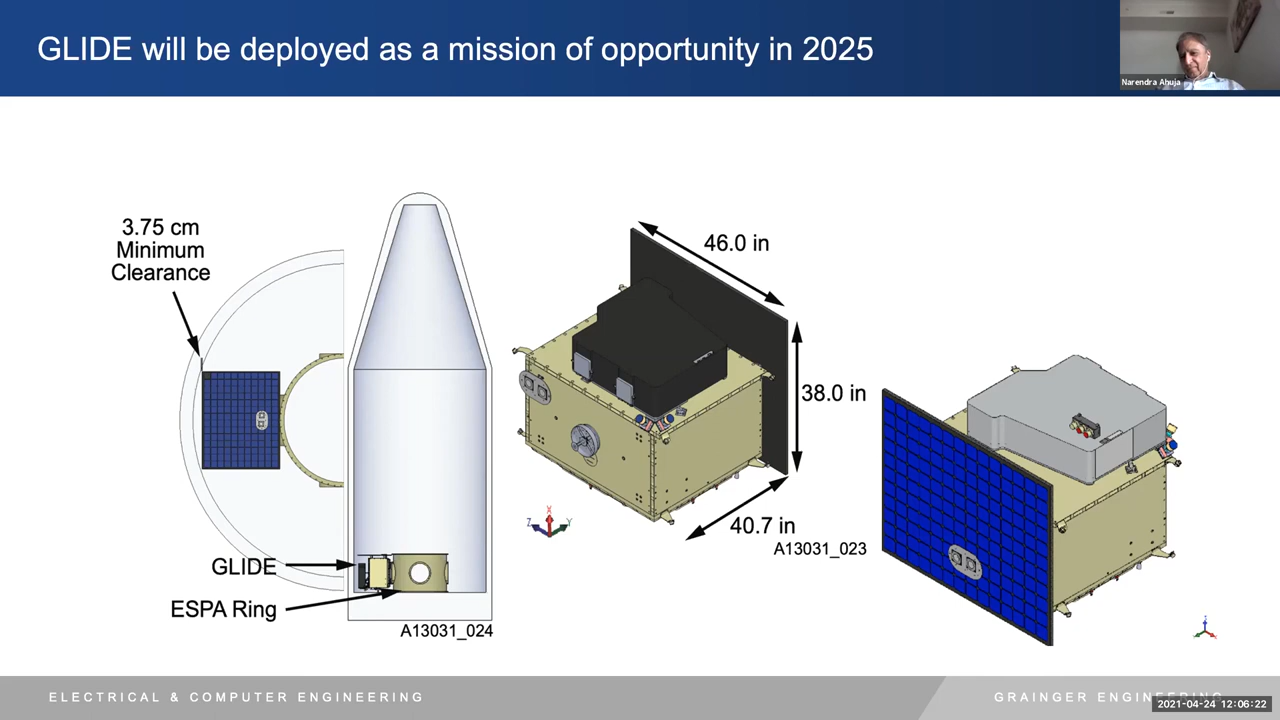 GLIDE will be deployed as a mission of opportunity in 2025
Narendra Ahuja
3.75 cm
Minimum
Clearance
GLIDE
ESPA Ring
A13031_024
46.0 in
38.0 in
40.7 in
A13031_023
X
Z
Y
ELECTRICAL & COMPUTER ENGINEERING
GRAINGER ENGINEERING
2021-04-24 12:06:22